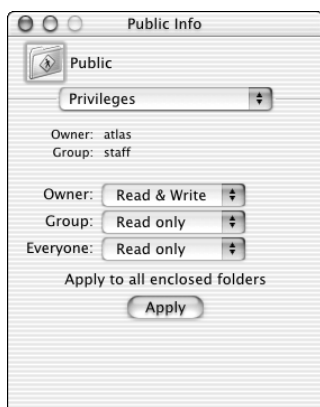 Public Info
Public
Privileges
Owner: atlas
Group: staff
Owner: Read & Write
Group: Read only
Everyone: Read only
Apply to all enclosed folders
Apply